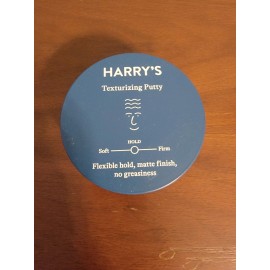 HARRY'S
Texturizing Putty
HOLD
Soft Firm
Flexible hold, matte finish,
no greasiness